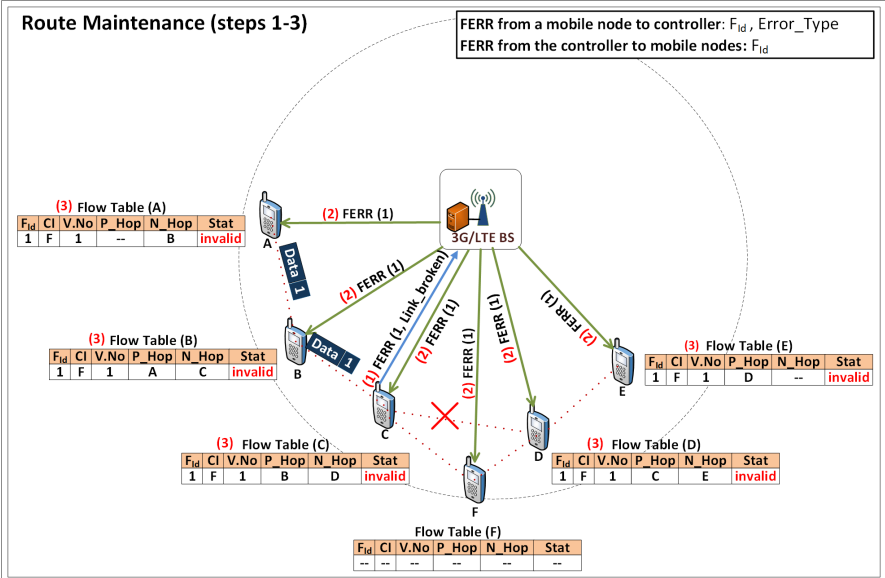 Route Maintenance (steps 1-3)
FERR from a mobile node to controller: FId , Error_Type
FERR from the controller to mobile nodes: FId
(3) Flow Table (A)
FId CI V.No P_Hop N_Hop Stat
1 F 1 -- B invalid
A
(2) FERR (1)
3G/LTE BS
Data 1
(2) FERR (1)
(1) FERR (1, Link_broken)
(2) FERR (1)
(2) FERR (1)
(2) FERR (1)
(2) FERR (1)
(3) Flow Table (B)
FId CI V.No P_Hop N_Hop Stat
1 F 1 A C invalid
B
Data 1
(3) Flow Table (E)
FId CI V.No P_Hop N_Hop Stat
1 F 1 D -- invalid
E
C
D
(3) Flow Table (C)
FId CI V.No P_Hop N_Hop Stat
1 F 1 B D invalid
(3) Flow Table (D)
FId CI V.No P_Hop N_Hop Stat
1 F 1 C E invalid
F
Flow Table (F)
FId CI V.No P_Hop N_Hop Stat
-- -- -- -- -- --